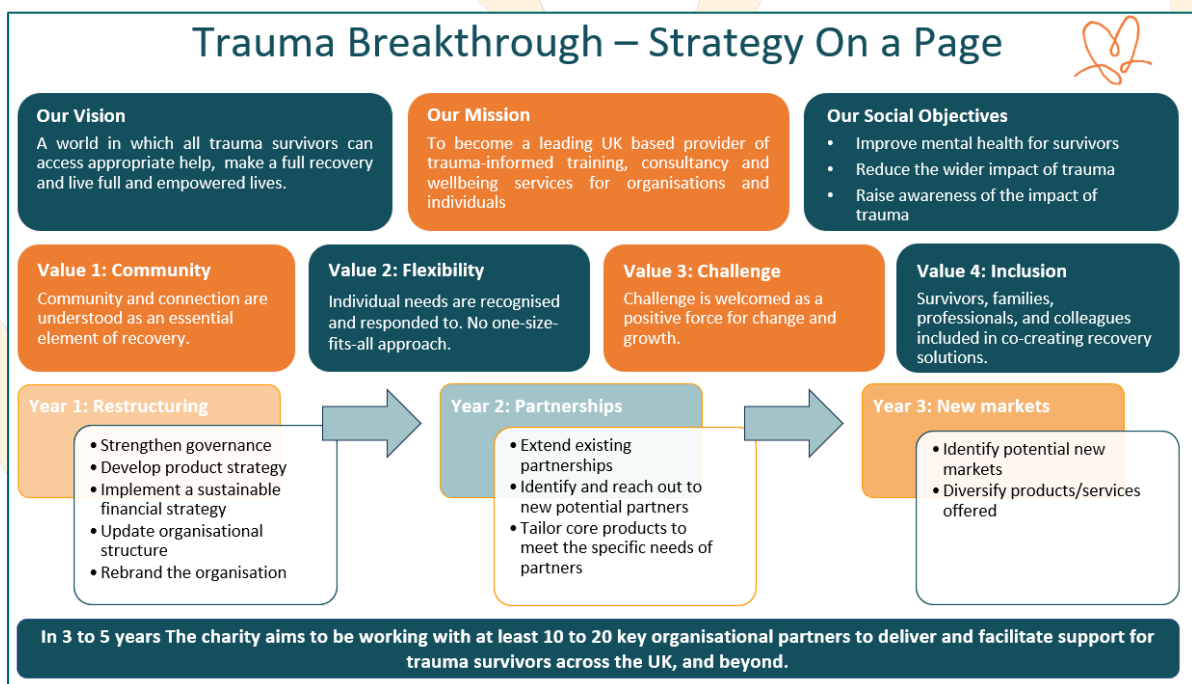 Trauma Breakthrough – Strategy On a Page
Our Vision
A world in which all trauma survivors can
access appropriate help, make a full recovery
and live full and empowered lives.
Our Mission
To become a leading UK based provider of
trauma-informed training, consultancy and
wellbeing services for organisations and
individuals
Our Social Objectives
• Improve mental health for survivors
• Reduce the wider impact of trauma
• Raise awareness of the impact of
trauma
Value 1: Community
Community and connection are
understood as an essential
element of recovery.
Value 2: Flexibility
Individual needs are recognised
and responded to. No one-size-
fits-all approach.
Value 3: Challenge
Challenge is welcomed as a
positive force for change and
growth.
Value 4: Inclusion
Survivors, families,
professionals, and colleagues
included in co-creating recovery
solutions.
Year 1: Restructuring
• Strengthen governance
• Develop product strategy
• Implement a sustainable
financial strategy
• Update organisational
structure
• Rebrand the organisation
Year 2: Partnerships
• Extend existing
partnerships
• Identify and reach out to
new potential partners
• Tailor core products to
meet the specific needs of
partners
Year 3: New markets
• Identify potential new
markets
• Diversify products/services
offered
In 3 to 5 years The charity aims to be working with at least 10 to 20 key organisational partners to deliver and facilitate support for
trauma survivors across the UK, and beyond.